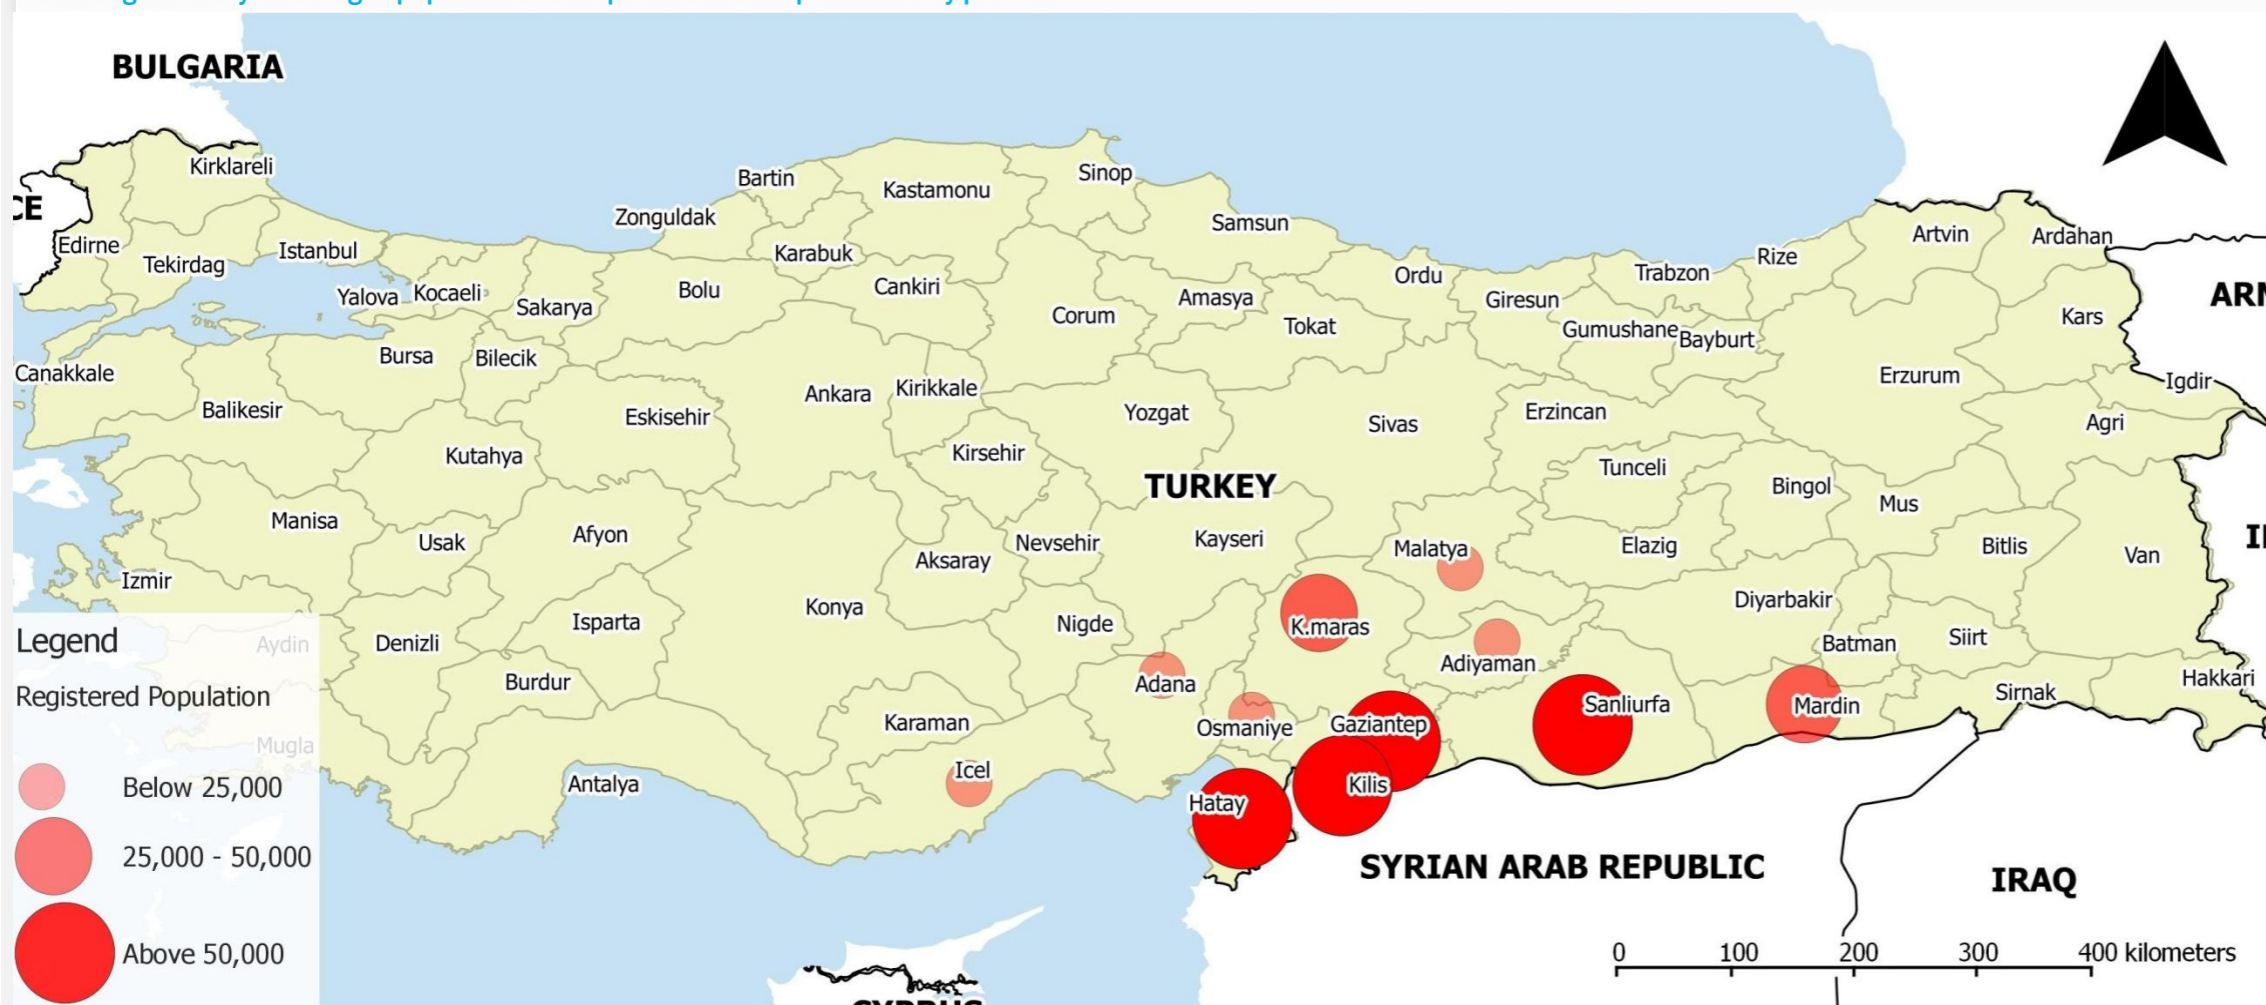 BULGARIA
Kirklareli
Bartin
Kastamonu
Sinop
CE
Zonguldak
Samsun
Edirne
Tekirdag
Istanbul
Karabuk
Artvin
Ardahan
Rize
Trabzon
Ordu
Yalova
Kocaeli
Sakarya
Bolu
Cankiri
Amasya
Giresun
ARM
Corum
Tokat
Gumushane
Bayburt
Kars
Canakkale
Bursa
Bilecik
Ankara
Kirikkale
Erzurum
Igdir
Balikesir
Eskisehir
Yozgat
Sivas
Erzincan
Agri
Kutahya
Kirsehir
Tunceli
TURKEY
Bingol
Mus
Manisa
Usak
Afyon
Aksaray
Nevsehir
Kayseri
Malatya
Elazig
Bitlis
Van
Izmir
Konya
Isparta
Nigde
K.maras
Diyarbakir
Legend
Aydin
Denizli
Batman
Siirt
Adiyaman
Registered Population
Burdur
Adana
Hakkari
Sirnak
Karaman
Osmaniye
Gaziantep
Sanliurfa
Mardin
Mugla
Below 25,000
Antalya
Icel
Kilis
Hatay
25,000 - 50,000
SYRIAN ARAB REPUBLIC
IRAQ
Above 50,000
0 100 200 300 400 kilometers